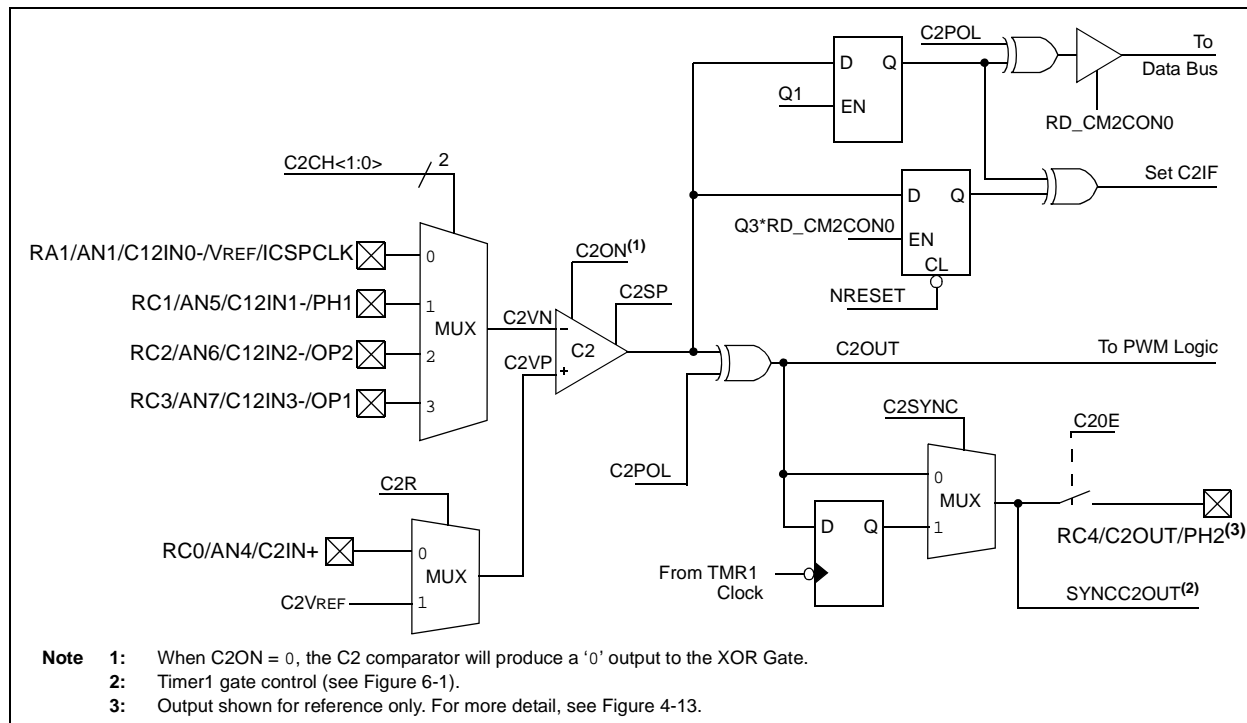 C2POL
To
Data Bus
D Q
Q1
EN
RD_CM2CON0
C2CH<1:0>
2
Set C2IF
D Q
Q3*RD_CM2CON0
EN
CL
NRESET
RA1/AN1/C12IN0-/VREF/ICSPCLK
0
C2ON(1)
RC1/AN5/C12IN1-/PH1
1
C2SP
MUX
C2VN
−
C2
RC2/AN6/C12IN2-/OP2
2
C2VP
+
C2OUT
To PWM Logic
RC3/AN7/C12IN3-/OP1
3
C2SYNC
C20E
C2POL
C2R
0
MUX
1
D Q
RC4/C2OUT/PH2(3)
RC0/AN4/C2IN+
0
MUX
From TMR1
Clock
C2VREF
1
SYNCC2OUT(2)
Note 1: When C2ON = 0, the C2 comparator will produce a ‘0’ output to the XOR Gate.
2: Timer1 gate control (see Figure 6-1).
3: Output shown for reference only. For more detail, see Figure 4-13.